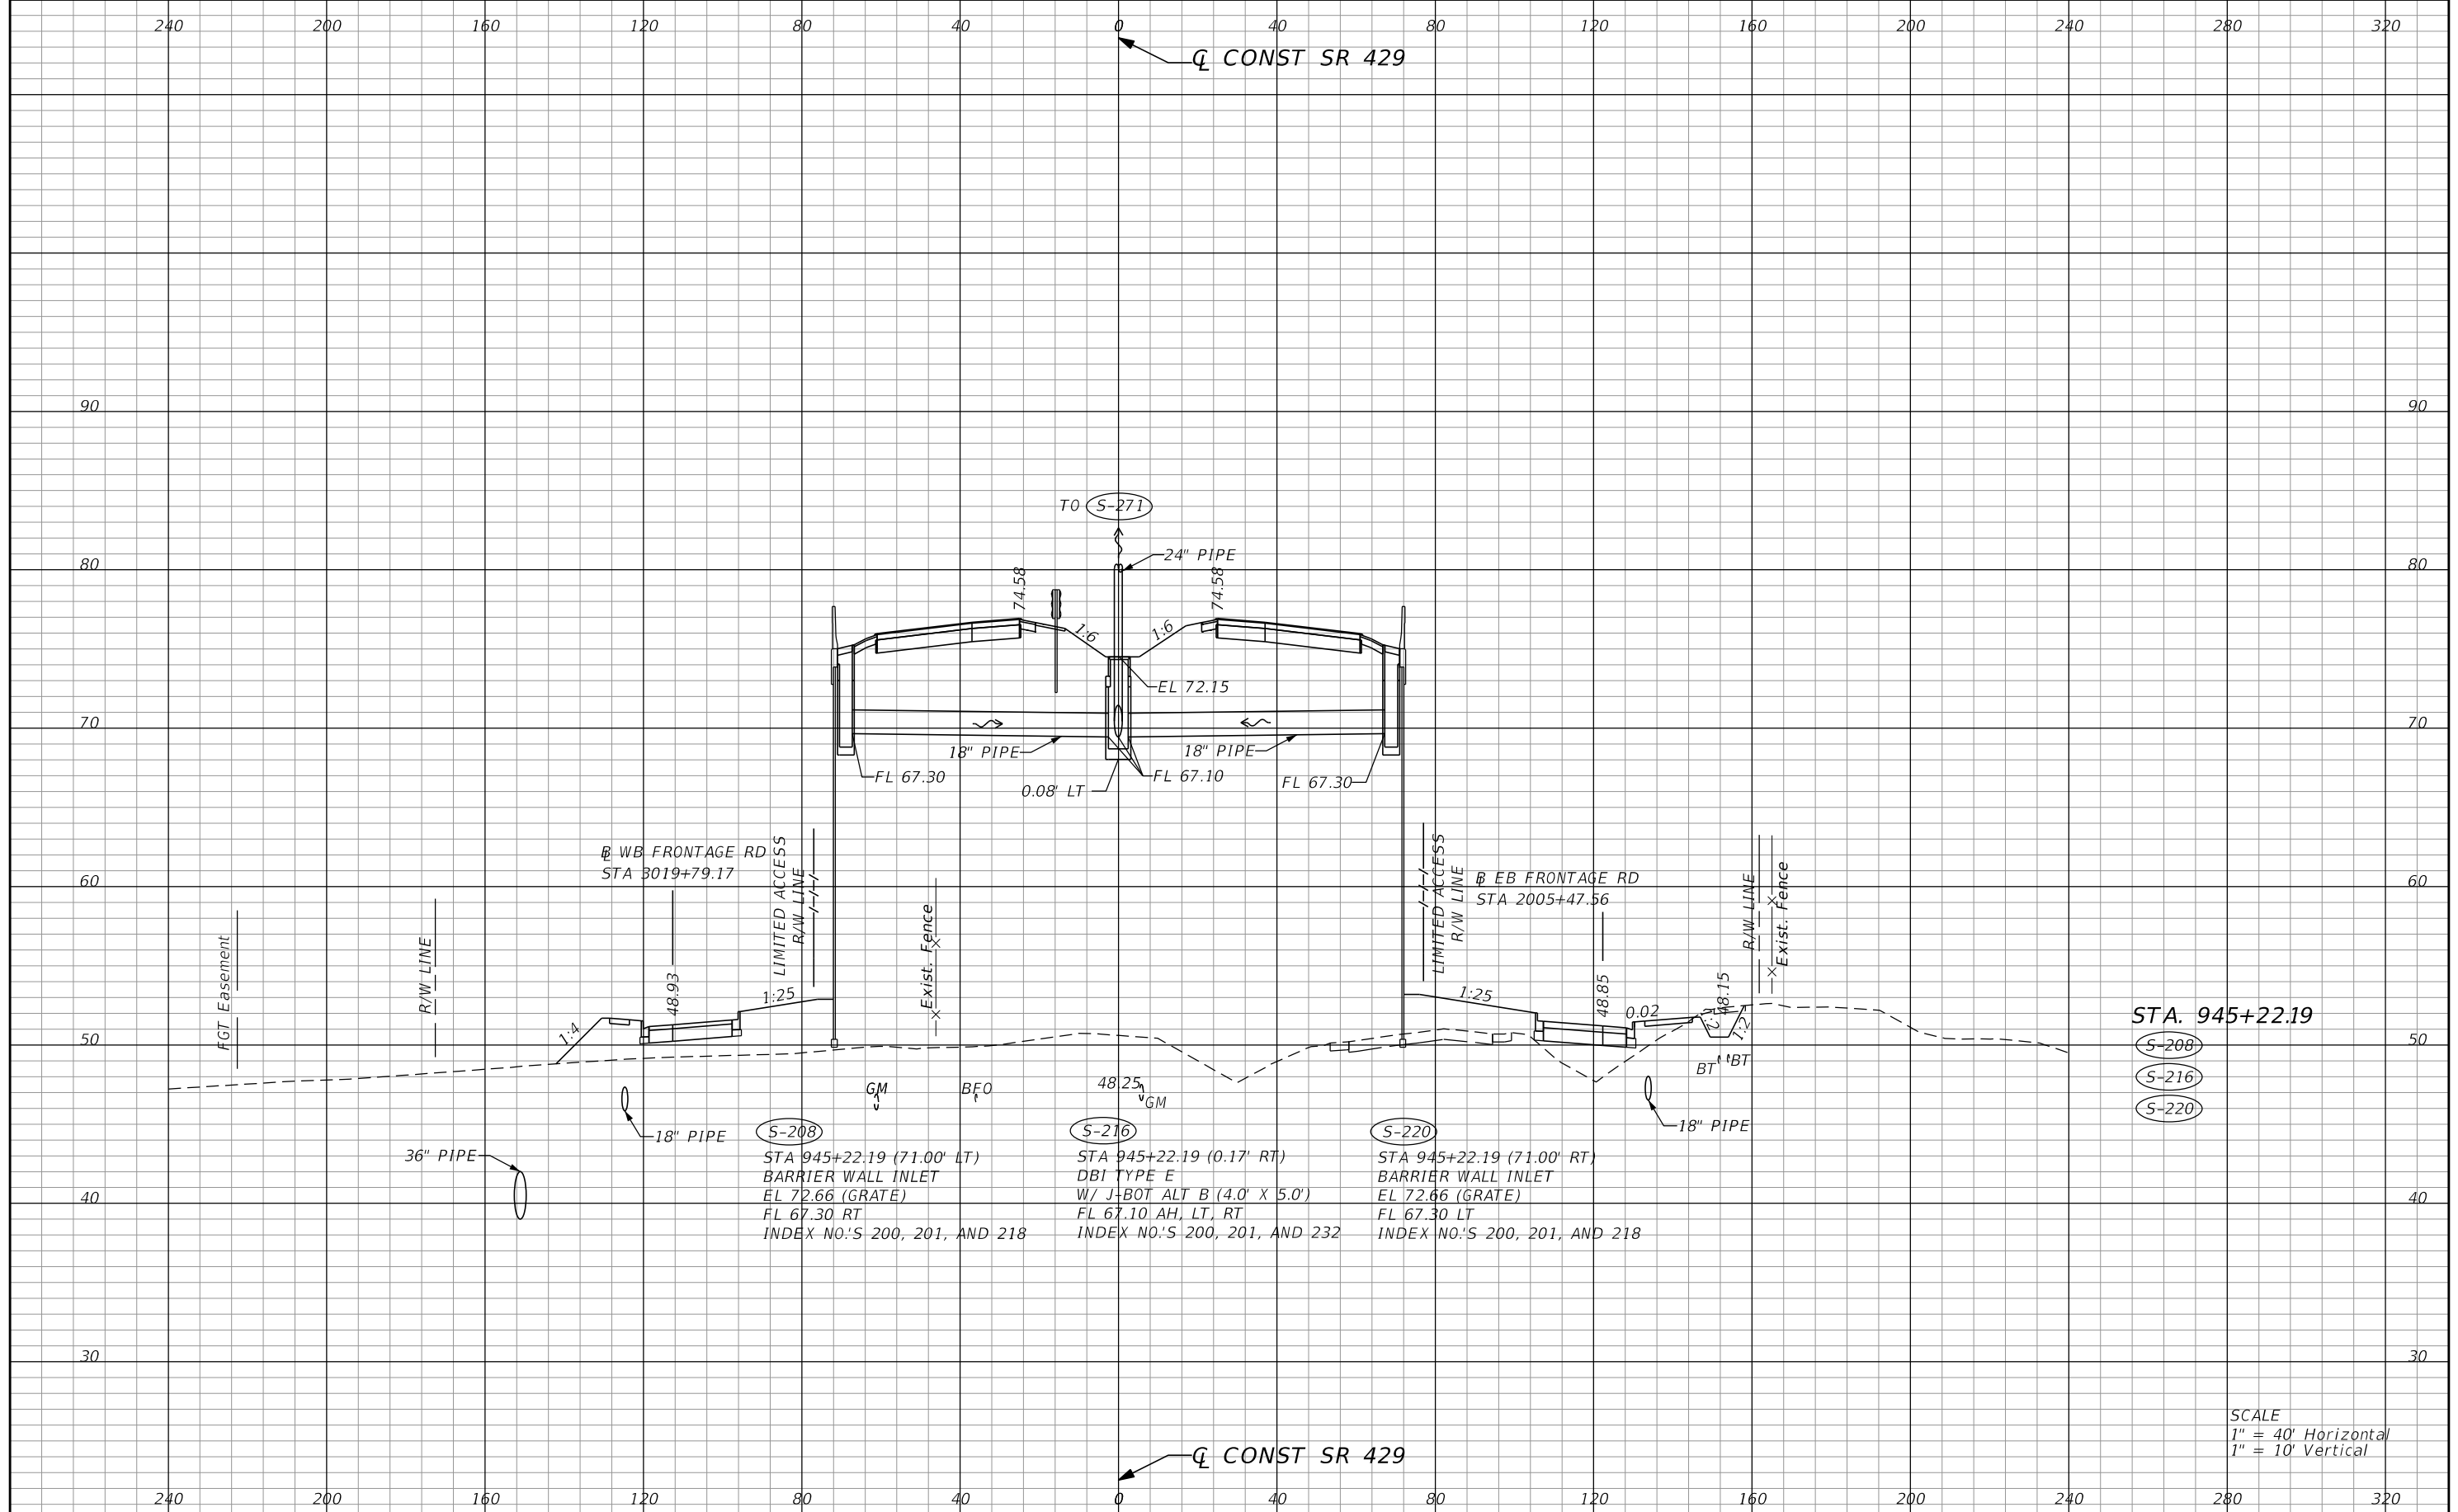 240 200 160 120 80 40 0 40 80 120 160 200 240 280 320
℄ CONST SR 429
90 90
TO S-271
24" PIPE
80 80
74.58 74.58
1:6 1:6
EL 72.15
70 70
18" PIPE 18" PIPE
FL 67.30 FL 67.10 FL 67.30
0.08' LT
BL WB FRONTAGE RD
STA 3019+79.17
LIMITED ACCESS
R/W LINE
LIMITED ACCESS
R/W LINE
BL EB FRONTAGE RD
STA 2005+47.56
60 60
FGT Easement
R/W LINE
48.93
1:25
Exist. Fence
1:25
48.85
0.02
48.15
R/W LINE
Exist. Fence
1:4
1:2
1:2
STA. 945+22.19
50 50
S-208
S-216
S-220
BT BT
GM BFO 48.25 GM
18" PIPE
18" PIPE
36" PIPE
S-208
STA 945+22.19 (71.00' LT)
BARRIER WALL INLET
EL 72.66 (GRATE)
FL 67.30 RT
INDEX NO.'S 200, 201, AND 218
S-216
STA 945+22.19 (0.17' RT)
DBI TYPE E
W/ J-BOT ALT B (4.0' X 5.0')
FL 67.10 AH, LT, RT
INDEX NO.'S 200, 201, AND 232
S-220
STA 945+22.19 (71.00' RT)
BARRIER WALL INLET
EL 72.66 (GRATE)
FL 67.30 LT
INDEX NO.'S 200, 201, AND 218
40 40
30 30
SCALE
1" = 40' Horizontal
1" = 10' Vertical
℄ CONST SR 429
240 200 160 120 80 40 0 40 80 120 160 200 240 280 320